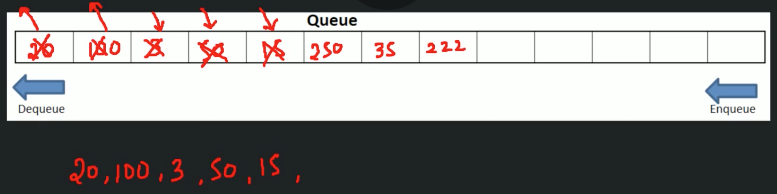 Queue
20 100 3 50 15 250 35 222
Dequeue
Enqueue
20, 100, 3, 50, 15,